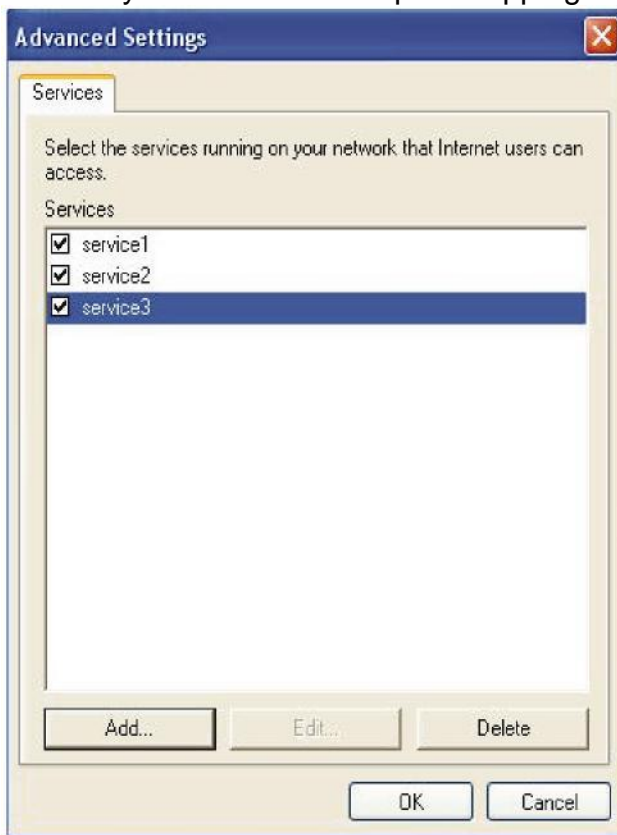 Advanced Settings
Services
Select the services running on your network that Internet users can
access.
Services
service1
service2
service3
Add... Edit... Delete
OK Cancel